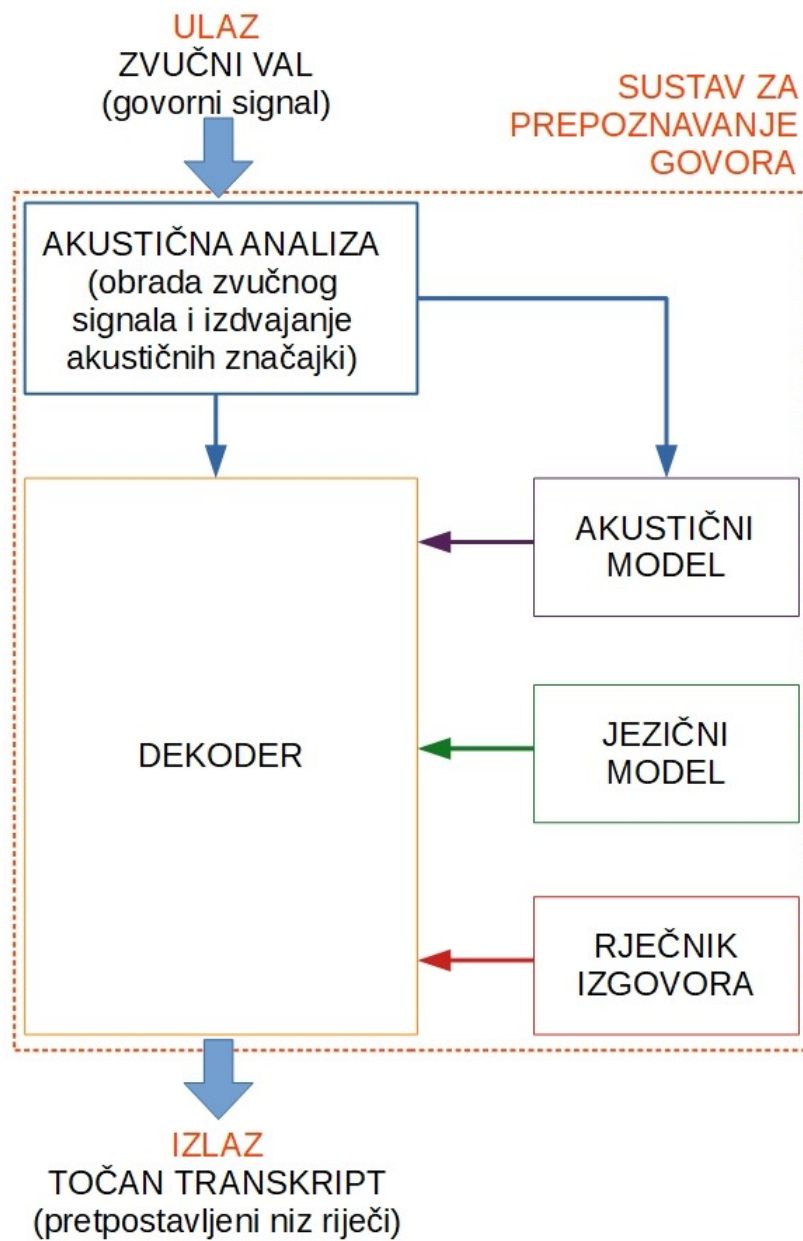 ULAZ
ZVUČNI VAL
(govorni signal)
SUSTAV ZA
PREPOZNAVANJE
GOVORA
AKUSTIČNA ANALIZA
(obrada zvučnog
signala i izdvajanje
akustičnih značajki)
AKUSTIČNI
MODEL
DEKODER
JEZIČNI
MODEL
RJEČNIK
IZGOVORA
IZLAZ
TOČAN TRANSKRIPT
(pretpostavljeni niz riječi)